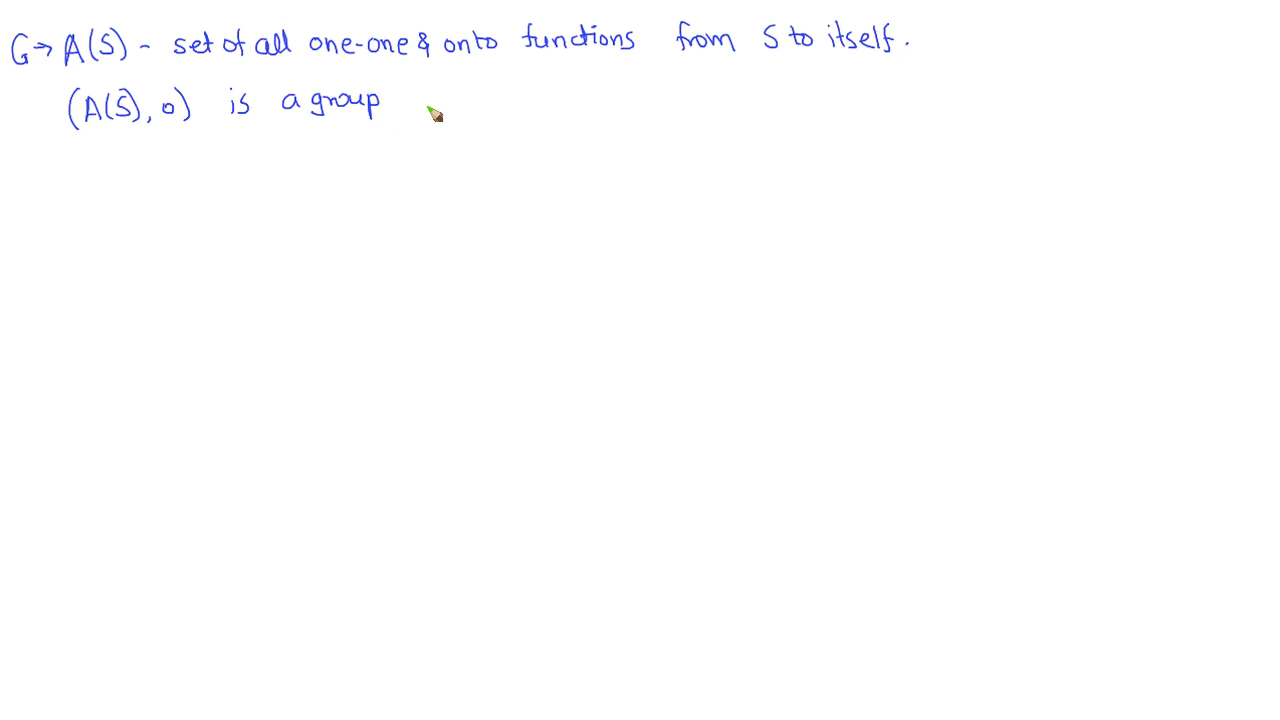 G → A(S) - set of all one-one & onto functions from S to itself.
(A(S), o) is a group